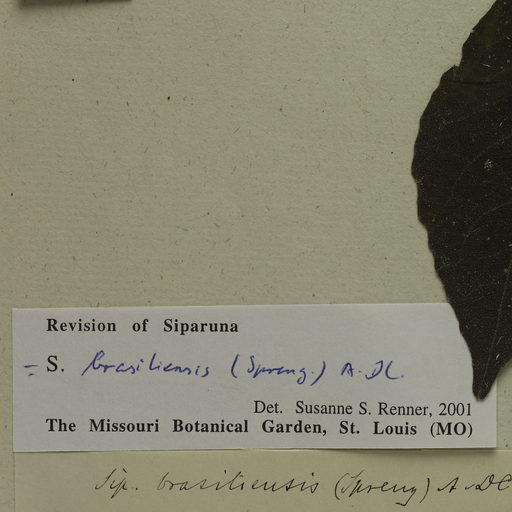 Revision of Siparuna
= S. brasiliensis (Spreng.) A. DC.
Det. Susanne S. Renner, 2001
The Missouri Botanical Garden, St. Louis (MO)
Sip. brasiliensis (Spreng) A. DC